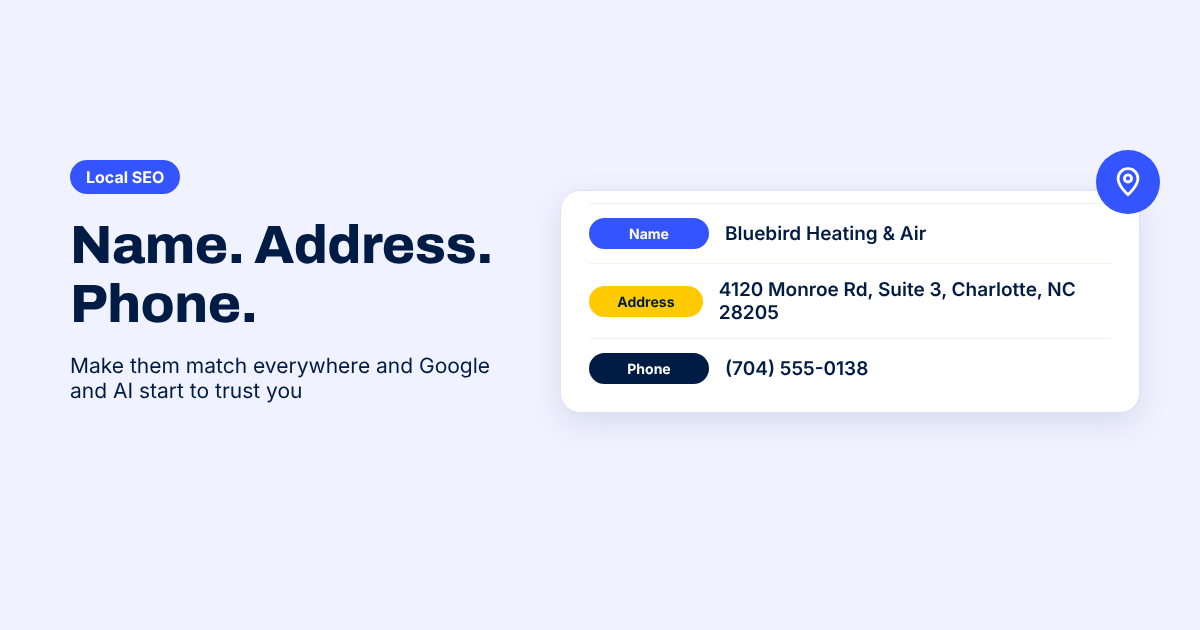 Local SEO
Name. Address.
Phone.
Make them match everywhere and Google
and AI start to trust you
Name
Bluebird Heating & Air
Address
4120 Monroe Rd, Suite 3, Charlotte, NC
28205
Phone
(704) 555-0138